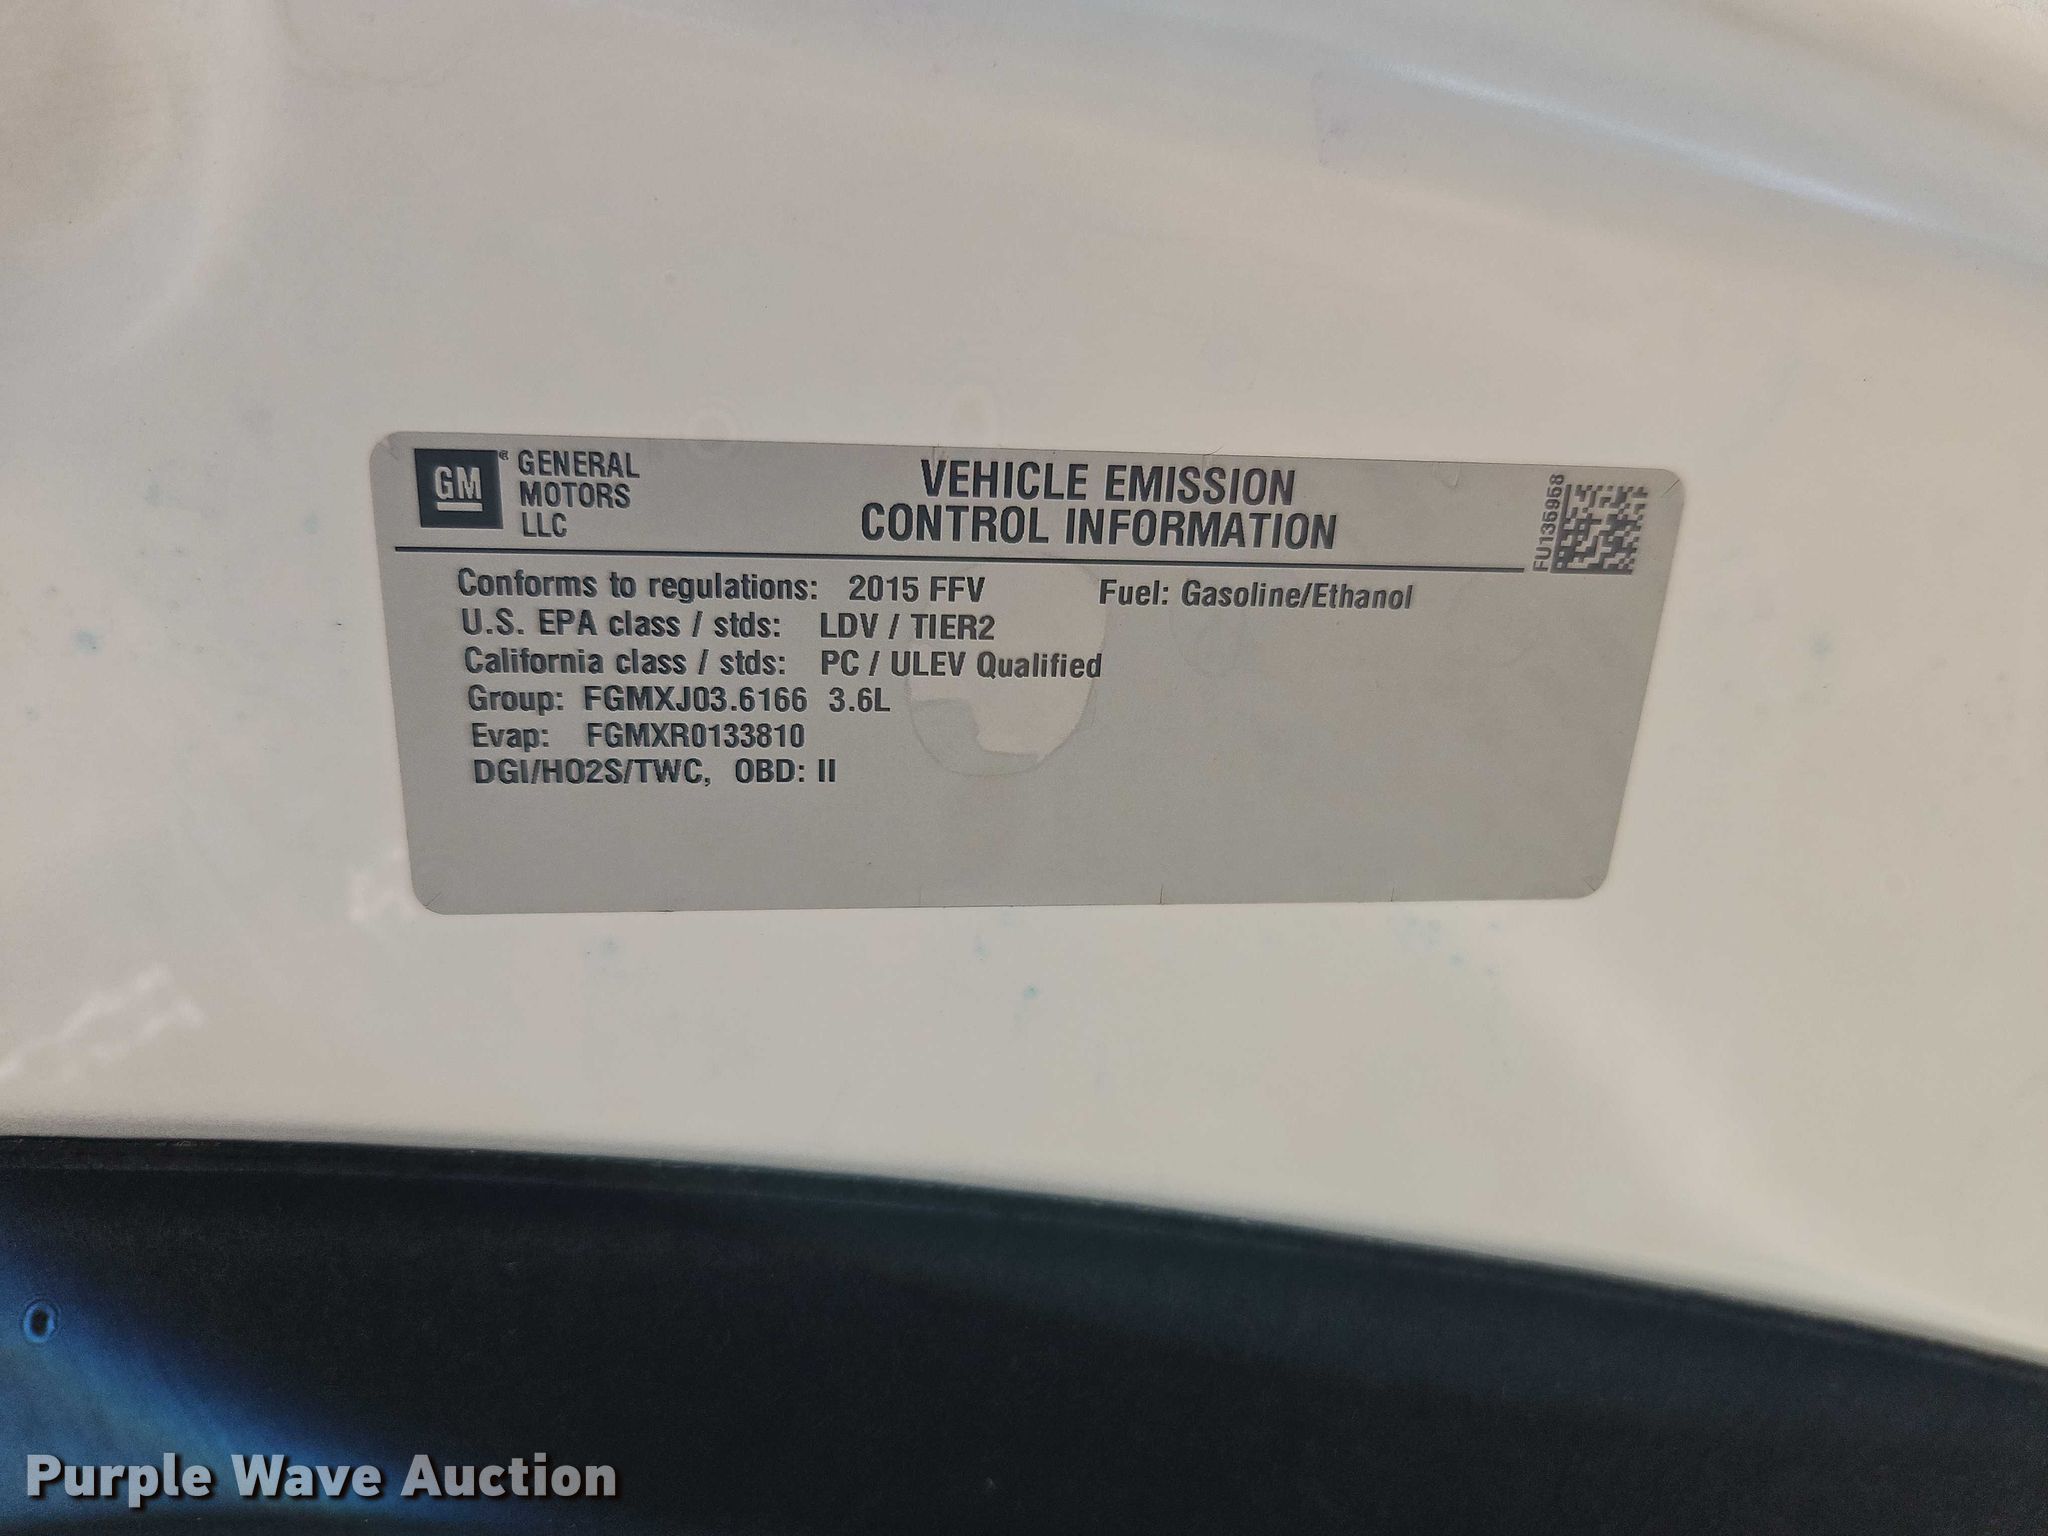 GM®
GENERAL
MOTORS
LLC
VEHICLE EMISSION
CONTROL INFORMATION
FU135958
Conforms to regulations: 2015 FFV Fuel: Gasoline/Ethanol
U.S. EPA class / stds: LDV / TIER2
California class / stds: PC / ULEV Qualified
Group: FGMXJ03.6166 3.6L
Evap: FGMXR0133810
DGI/HO2S/TWC, OBD: II
Purple Wave Auction